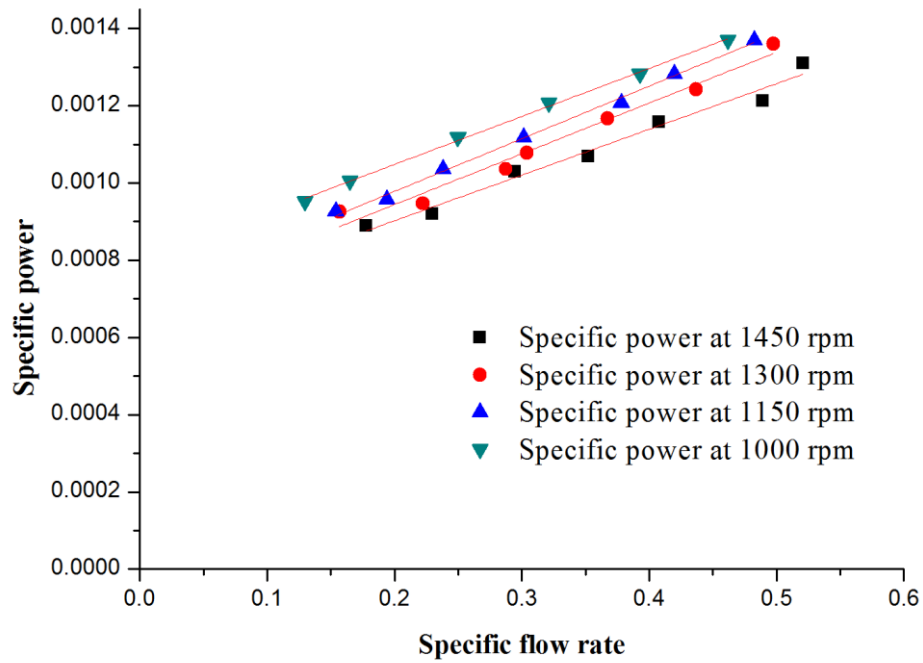 0.0014
0.0012
0.0010
0.0008
0.0006
0.0004
0.0002
0.0000
Specific power
Specific power at 1450 rpm
Specific power at 1300 rpm
Specific power at 1150 rpm
Specific power at 1000 rpm
0.0 0.1 0.2 0.3 0.4 0.5 0.6
Specific flow rate